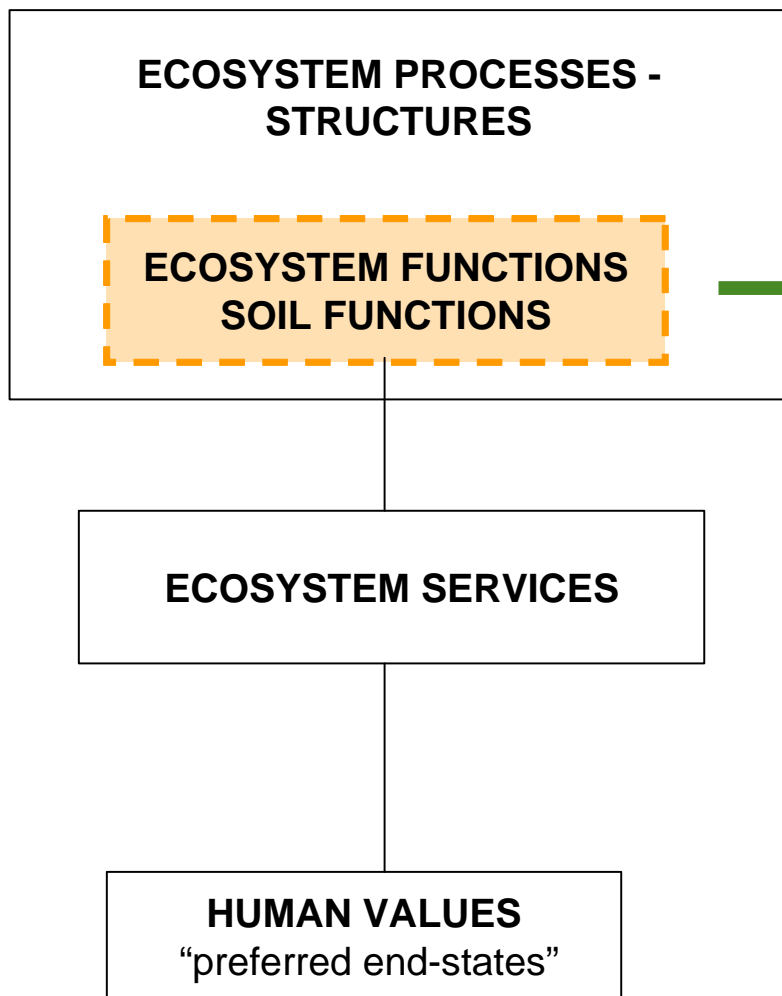 ECOSYSTEM PROCESSES -
STRUCTURES
ECOSYSTEM FUNCTIONS
SOIL FUNCTIONS
ECOSYSTEM SERVICES
HUMAN VALUES
“preferred end-states”